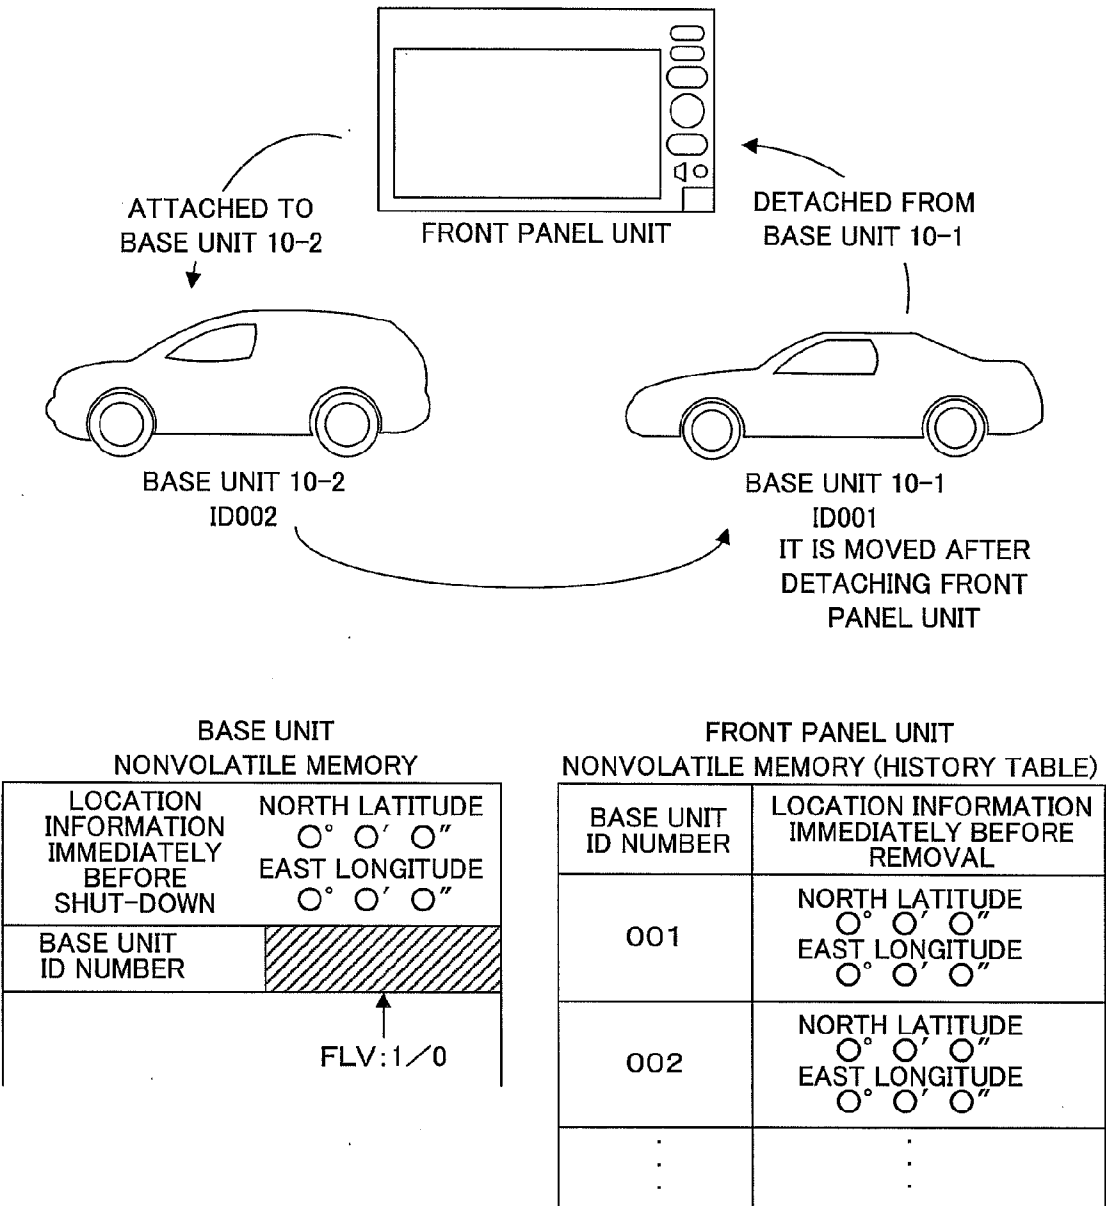 ATTACHED TO
BASE UNIT 10-2
FRONT PANEL UNIT
DETACHED FROM
BASE UNIT 10-1
BASE UNIT 10-2
ID002
BASE UNIT 10-1
ID001
IT IS MOVED AFTER
DETACHING FRONT
PANEL UNIT
BASE UNIT
NONVOLATILE MEMORY
LOCATION
INFORMATION
IMMEDIATELY
BEFORE
SHUT-DOWN
NORTH LATITUDE
○° ○′ ○″
EAST LONGITUDE
○° ○′ ○″
BASE UNIT
ID NUMBER
FLV:1/0
FRONT PANEL UNIT
NONVOLATILE MEMORY (HISTORY TABLE)
BASE UNIT
ID NUMBER
LOCATION INFORMATION
IMMEDIATELY BEFORE
REMOVAL
001
NORTH LATITUDE
○° ○′ ○″
EAST LONGITUDE
○° ○′ ○″
002
NORTH LATITUDE
○° ○′ ○″
EAST LONGITUDE
○° ○′ ○″